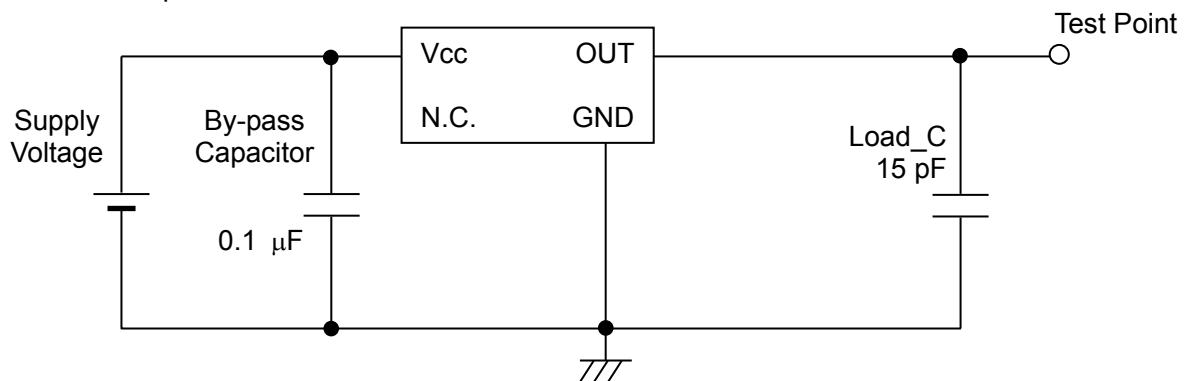 Test Point
Vcc OUT
N.C. GND
Supply
Voltage
By-pass
Capacitor
0.1 μF
Load_C
15 pF